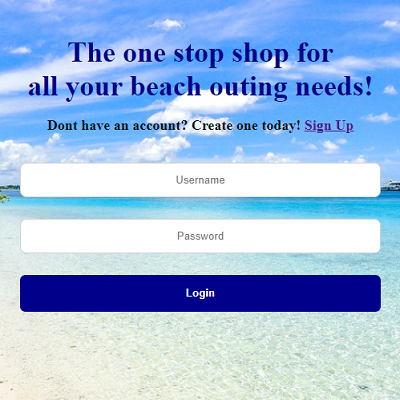 The one stop shop for
all your beach outing needs!
Dont have an account? Create one today! Sign Up
Username
Password
Login